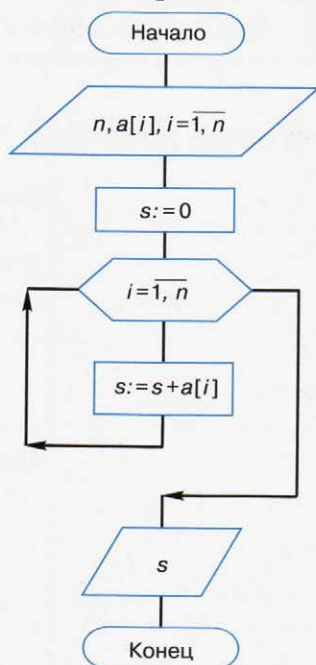 Начало
n, a[i], i=1, n
s:=0
i=1, n
s:=s+a[i]
s
Конец